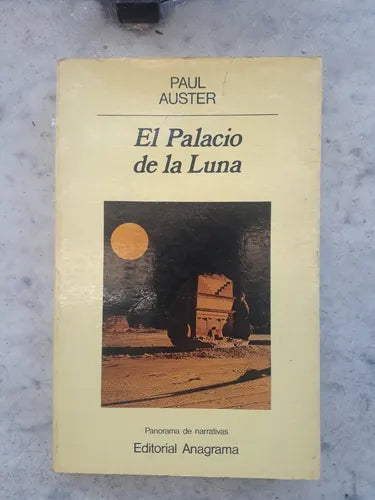 PAUL
AUSTER
El Palacio
de la Luna
Panorama de narrativas
Editorial Anagrama